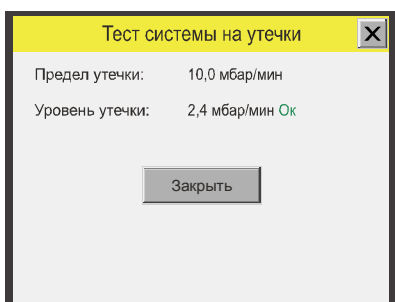 Тест системы на утечки
X
Предел утечки: 10,0 мбар/мин
Уровень утечки: 2,4 мбар/мин Ок
Закрыть